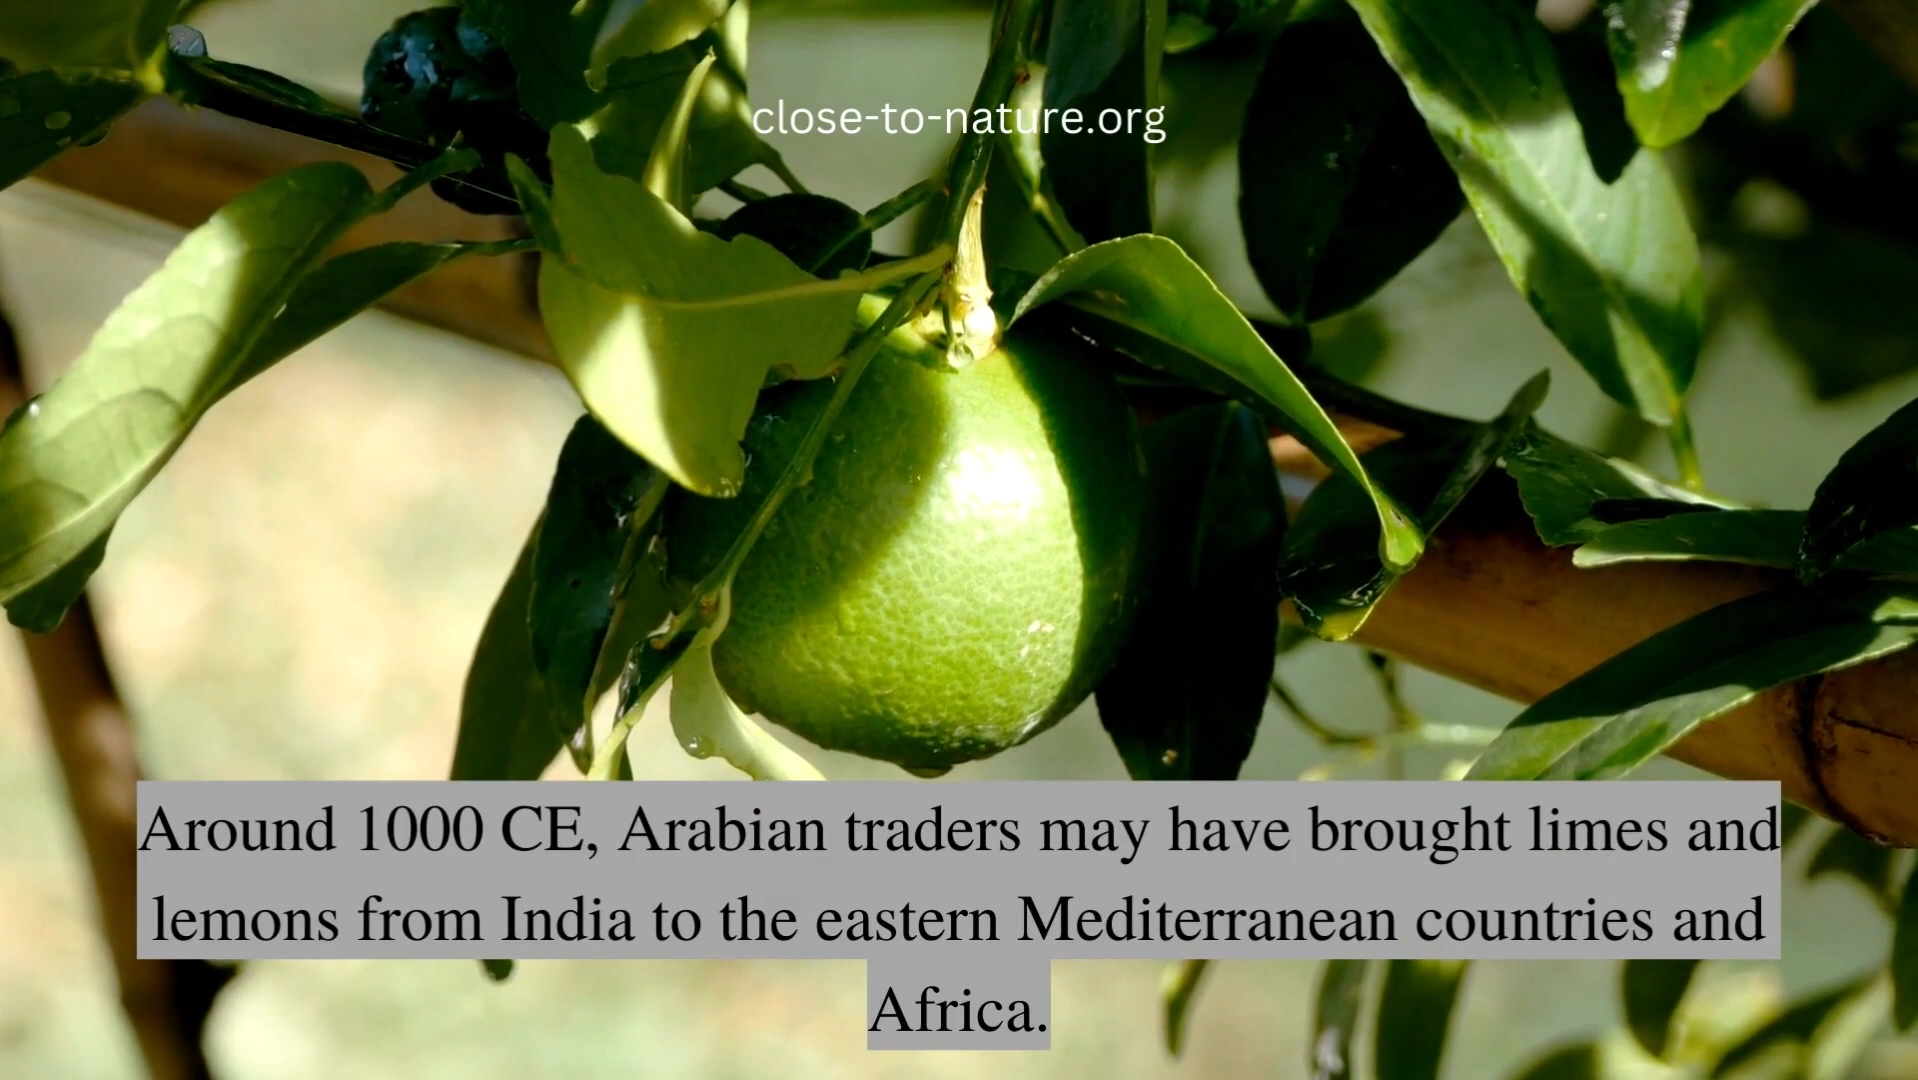 close-to-nature.org
Around 1000 CE, Arabian traders may have brought limes and
lemons from India to the eastern Mediterranean countries and
Africa.